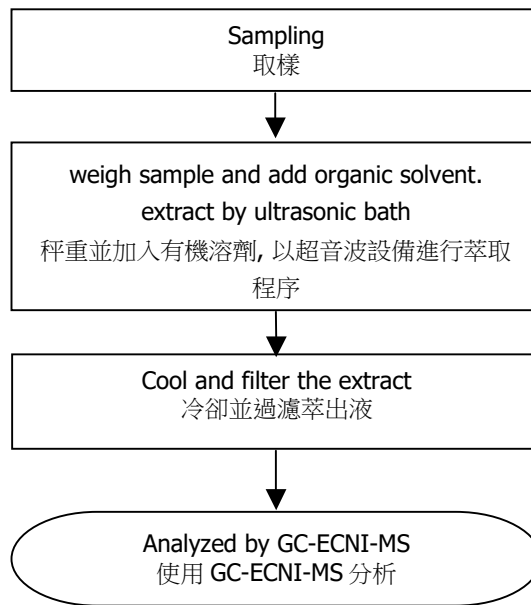 Sampling
取樣
weigh sample and add organic solvent.
extract by ultrasonic bath
秤重並加入有機溶劑, 以超音波設備進行萃取
程序
Cool and filter the extract
冷卻並過濾萃出液
Analyzed by GC-ECNI-MS
使用 GC-ECNI-MS 分析